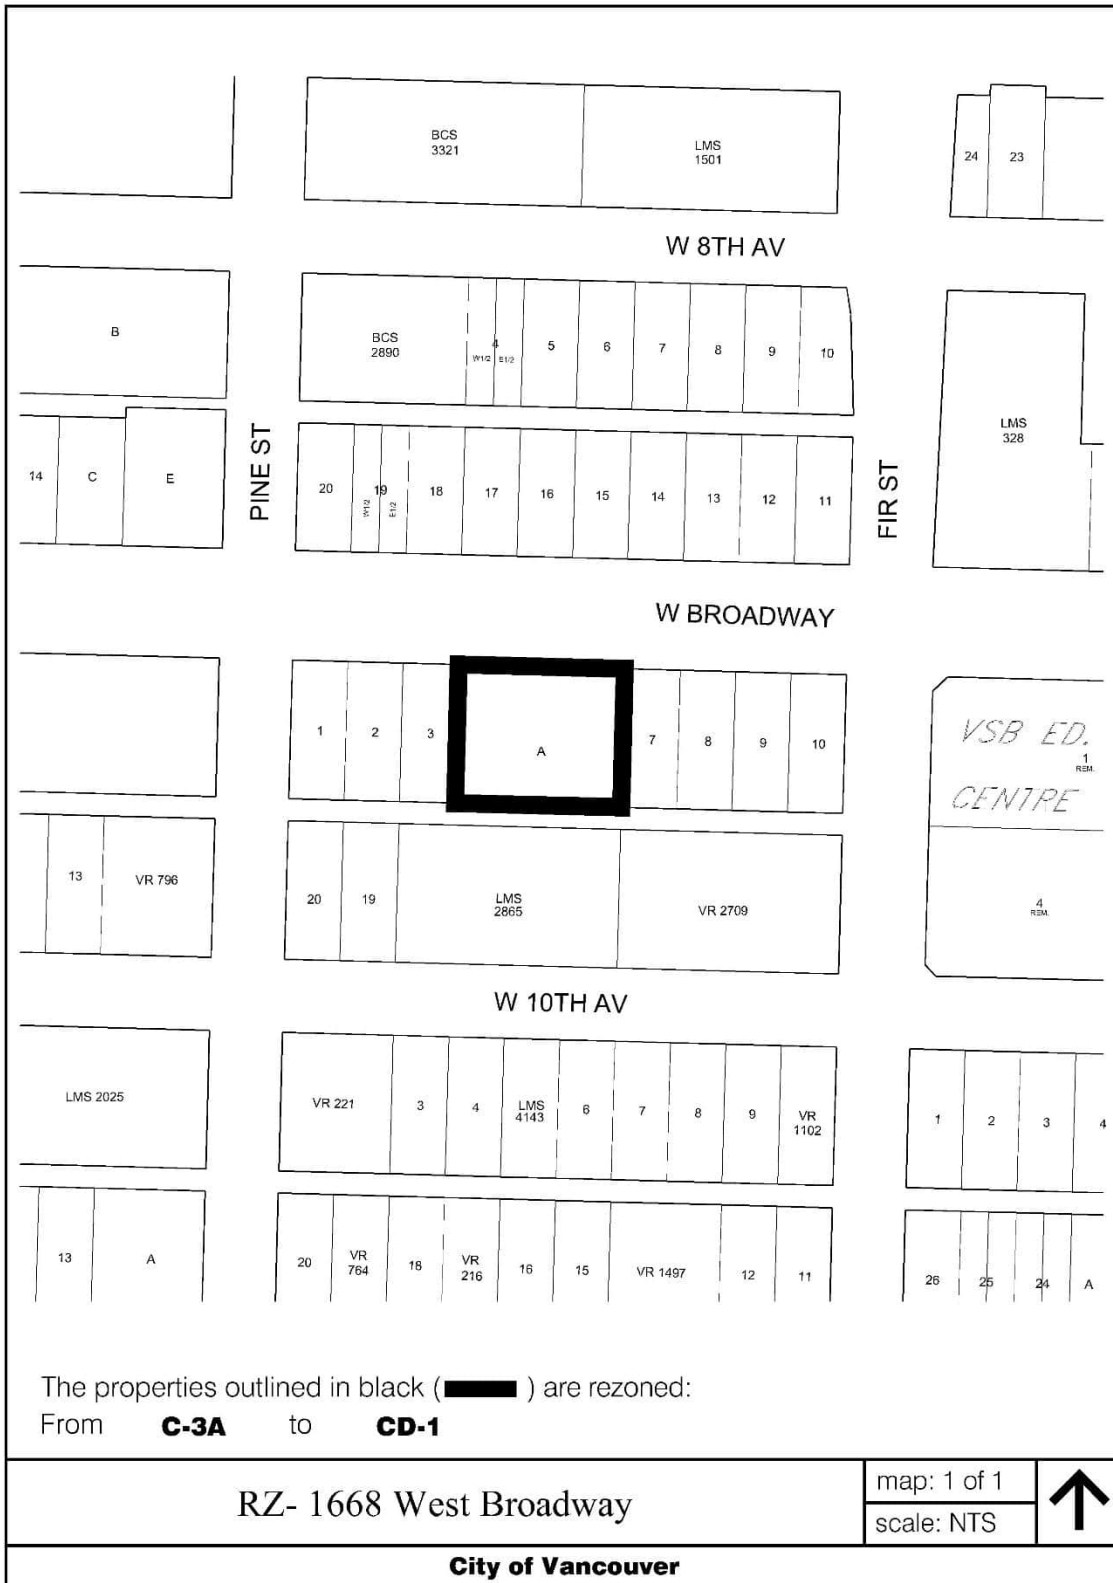 BCS
3321
LMS
1501
24
23
W 8TH AV
B
BCS
2890
4
W1/2
E1/2
5
6
7
8
9
10
LMS
328
14
C
E
PINE ST
20
19
W1/2
E1/2
18
17
16
15
14
13
12
11
FIR ST
W BROADWAY
1
2
3
A
7
8
9
10
VSB ED.
1
REM.
CENTRE
13
VR 796
20
19
LMS
2865
VR 2709
4
REM.
W 10TH AV
LMS 2025
VR 221
3
4
LMS
4143
6
7
8
9
VR
1102
1
2
3
4
13
A
20
VR
764
18
VR
216
16
15
VR 1497
12
11
26
25
24
A
The properties outlined in black ( ) are rezoned:
From C-3A to CD-1
RZ- 1668 West Broadway
map: 1 of 1
scale: NTS
City of Vancouver